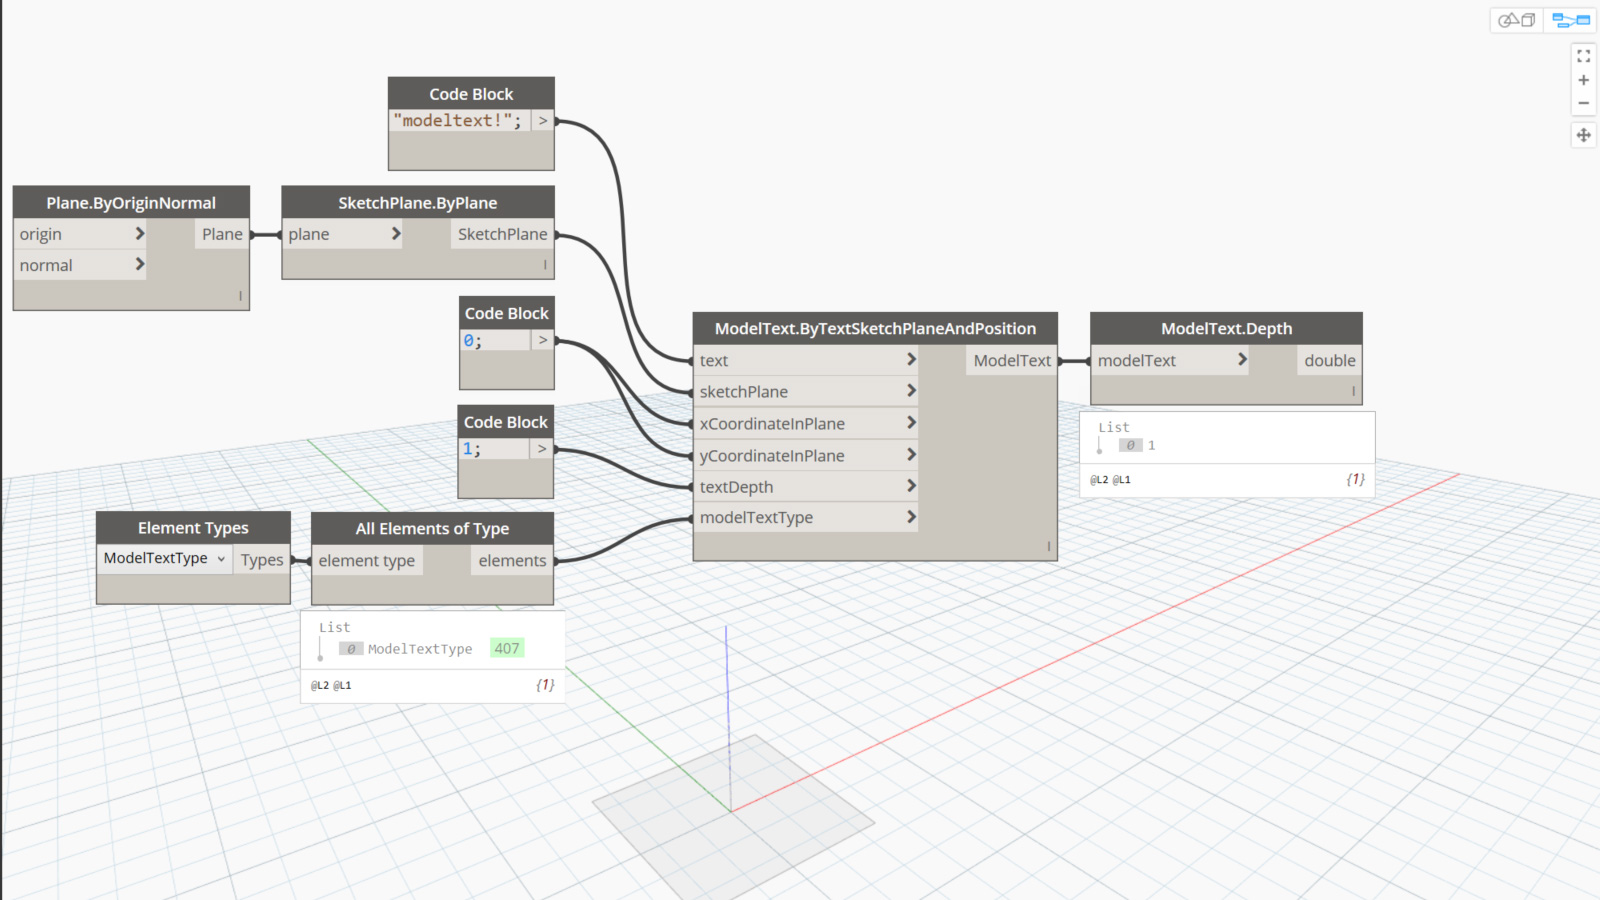 Code Block
"modeltext!"; >
Plane.ByOriginNormal
origin > Plane
normal >
SketchPlane.ByPlane
plane > SketchPlane
Code Block
0; >
Code Block
1; >
Element Types
ModelTextType Types
All Elements of Type
element type elements
List
0 ModelTextType 407
@L2 @L1 {1}
ModelText.ByTextSketchPlaneAndPosition
text > ModelText
sketchPlane >
xCoordinateInPlane >
yCoordinateInPlane >
textDepth >
modelTextType >
ModelText.Depth
modelText > double
List
0 1
@L2 @L1 {1}